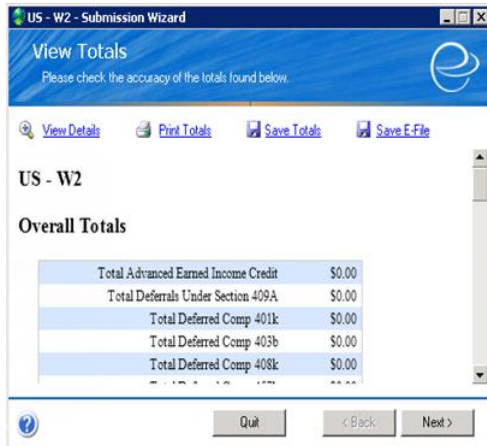 US - W2 - Submission Wizard
View Totals
Please check the accuracy of the totals found below.
View Details Print Totals Save Totals Save E-File
US - W2
Overall Totals
Total Advanced Earned Income Credit $0.00
Total Deferrals Under Section 409A $0.00
Total Deferred Comp 401k $0.00
Total Deferred Comp 403b $0.00
Total Deferred Comp 408k $0.00
Quit < Back Next >